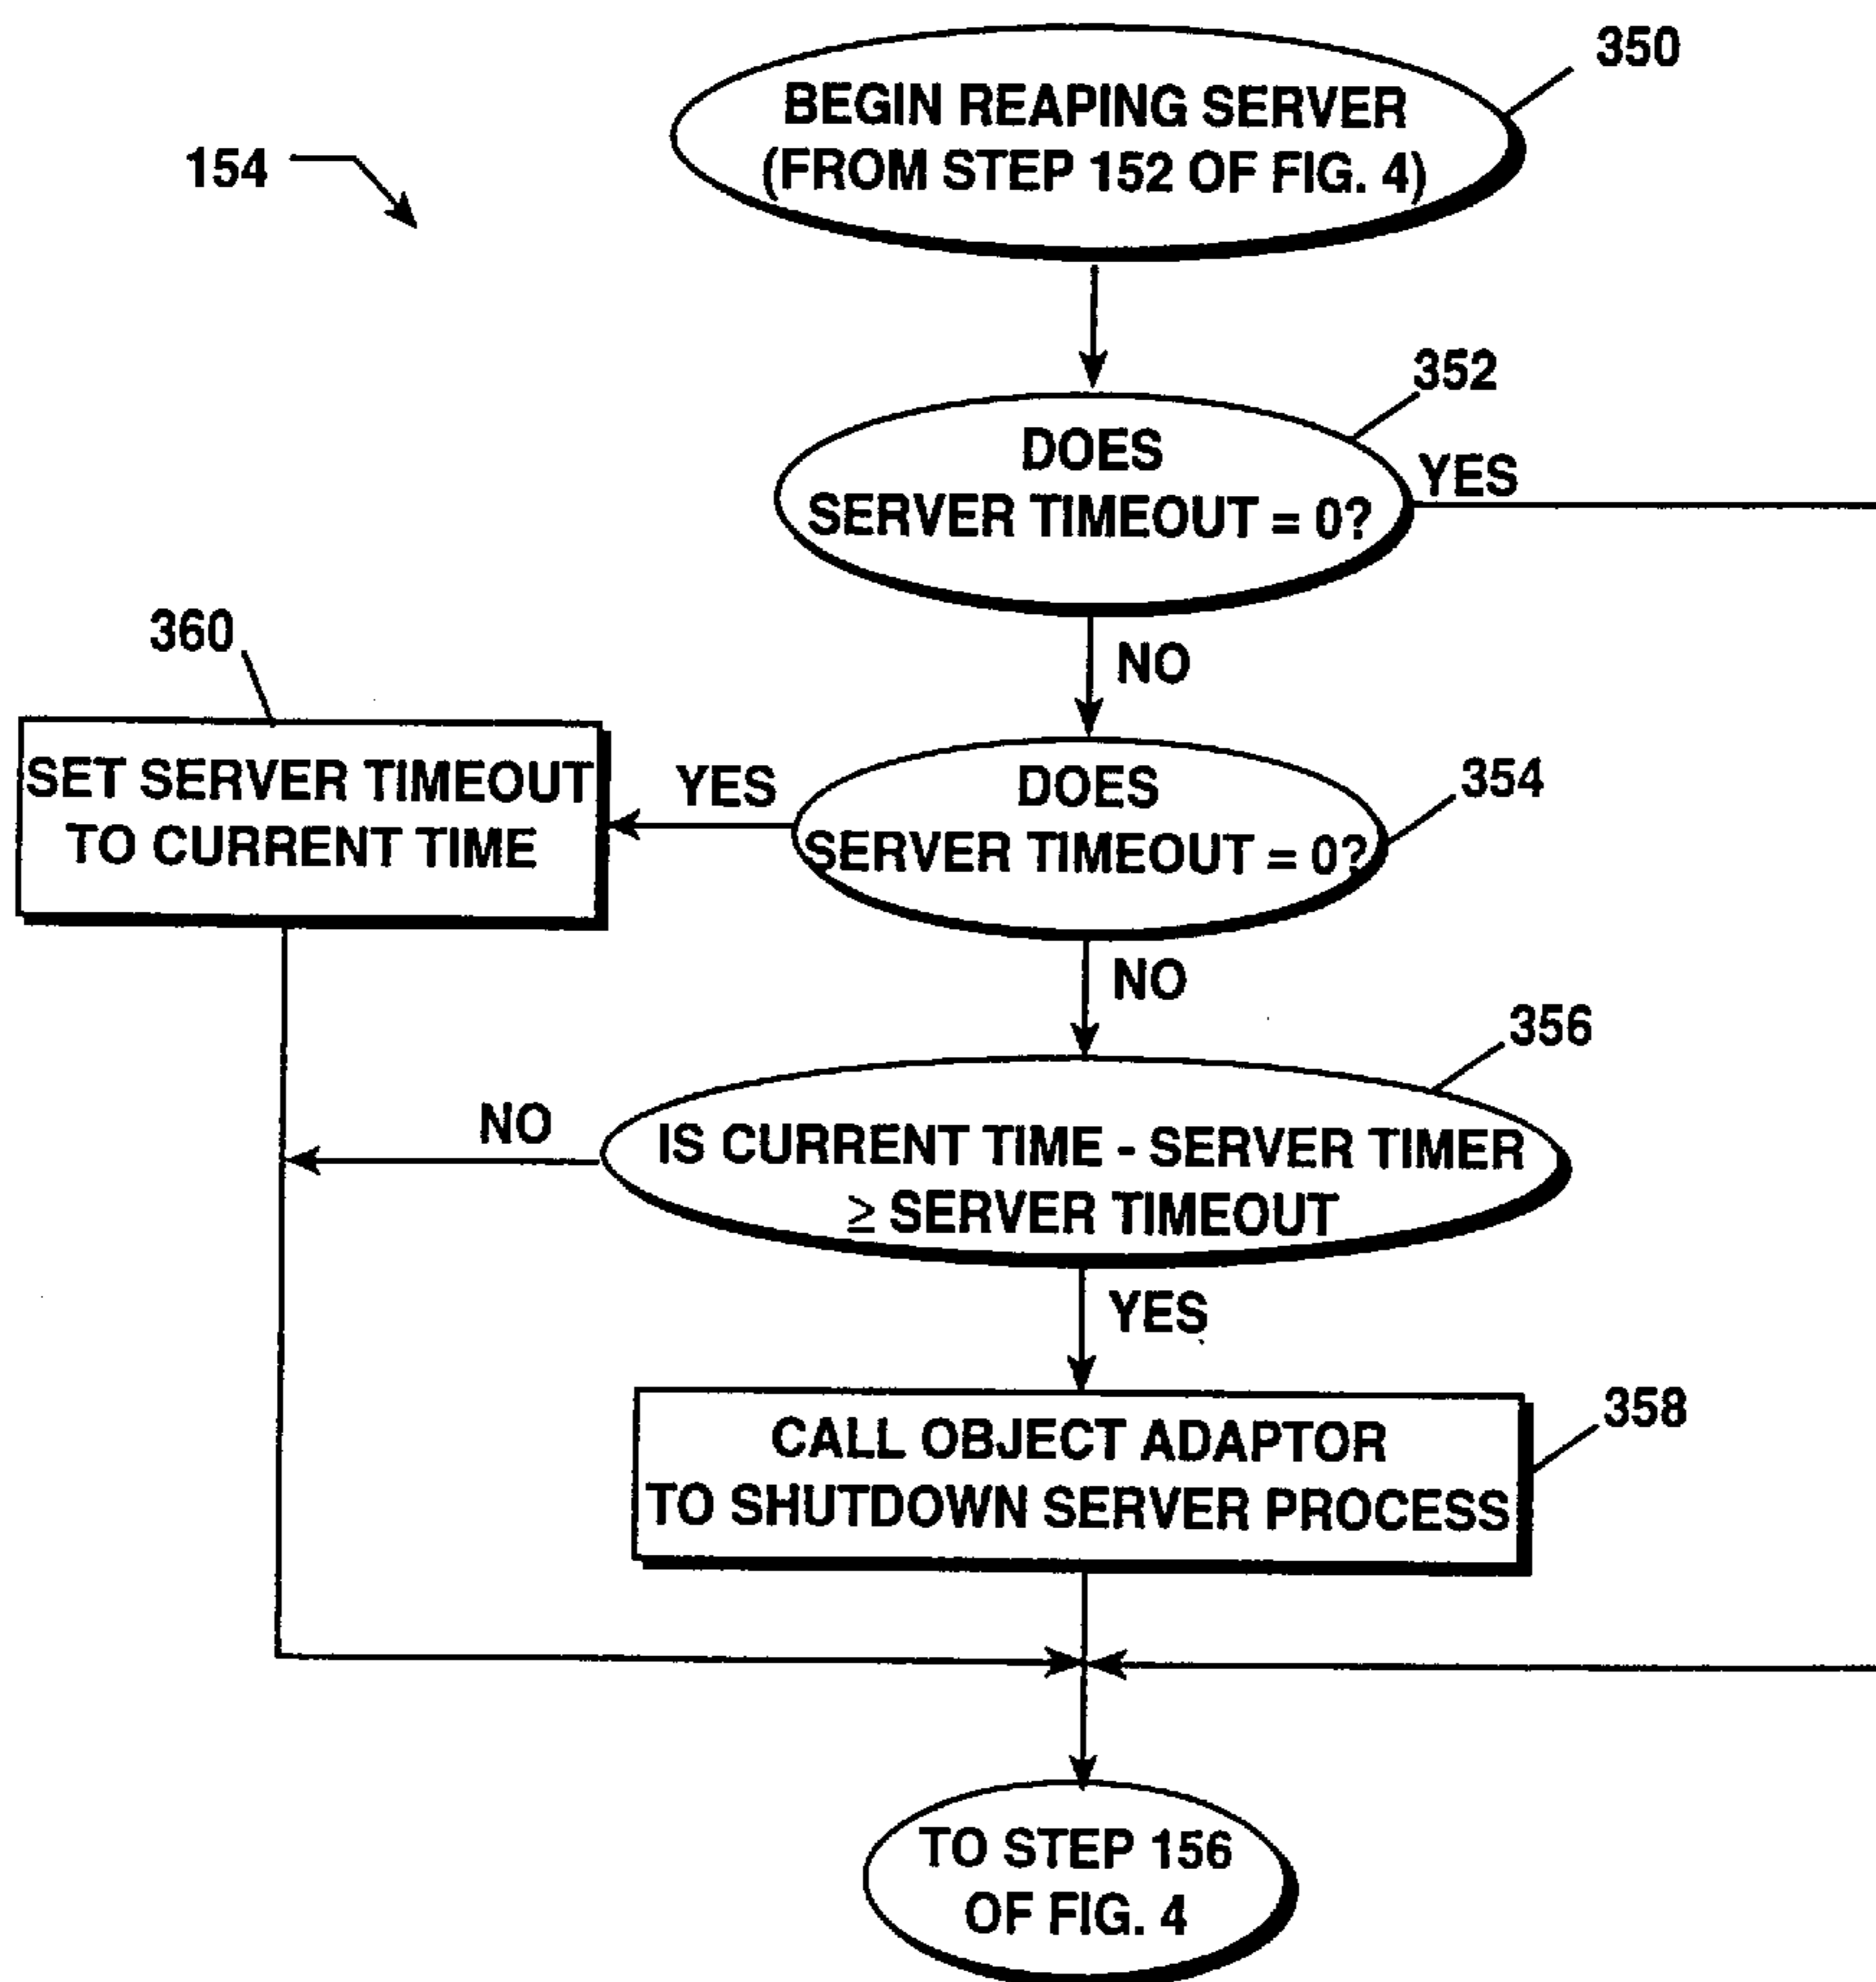 350
BEGIN REAPING SERVER
(FROM STEP 152 OF FIG. 4)
154
352
DOES
SERVER TIMEOUT = 0?
YES
NO
360
SET SERVER TIMEOUT
TO CURRENT TIME
YES
DOES
SERVER TIMEOUT = 0?
354
NO
356
NO
IS CURRENT TIME - SERVER TIMER
≥ SERVER TIMEOUT
YES
358
CALL OBJECT ADAPTOR
TO SHUTDOWN SERVER PROCESS
TO STEP 156
OF FIG. 4